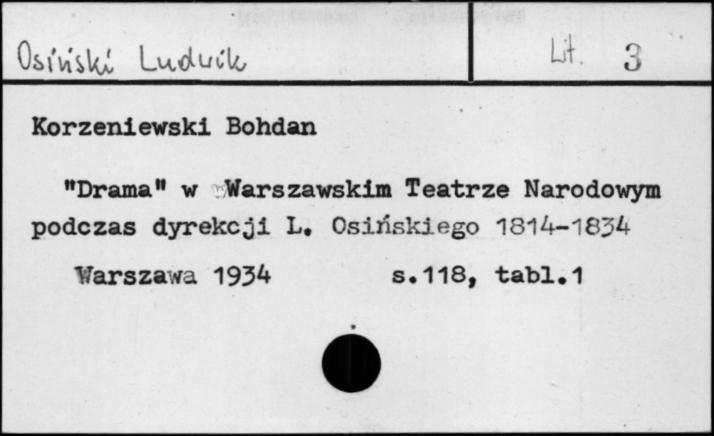 Osiński Ludwik
Lit. 3
Korzeniewski Bohdan
"Drama" w Warszawskim Teatrze Narodowym
podczas dyrekcji L. Osińskiego 1814-1834
Warszawa 1934 s.118, tabl.1